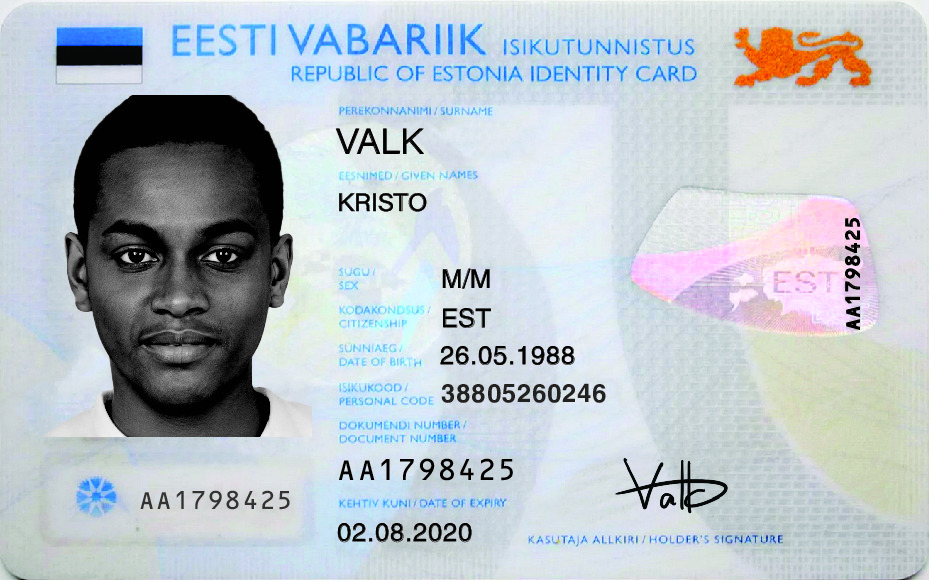 EESTI VABARIIK ISIKUTUNNISTUS
REPUBLIC OF ESTONIA IDENTITY CARD
PEREKONNANIMI / SURNAME
VALK
EESNIMED / GIVEN NAMES
KRISTO
SUGU /
SEX
M/M
KODAKONDSUS /
CITIZENSHIP
EST
SÜNNIAEG /
DATE OF BIRTH
26.05.1988
ISIKUKOOD /
PERSONAL CODE
38805260246
DOKUMENDI NUMBER /
DOCUMENT NUMBER
AA1798425
KEHTIV KUNI / DATE OF EXPIRY
02.08.2020
AA1798425
EST
AA1798425
Valk
KASUTAJA ALLKIRI / HOLDER'S SIGNATURE